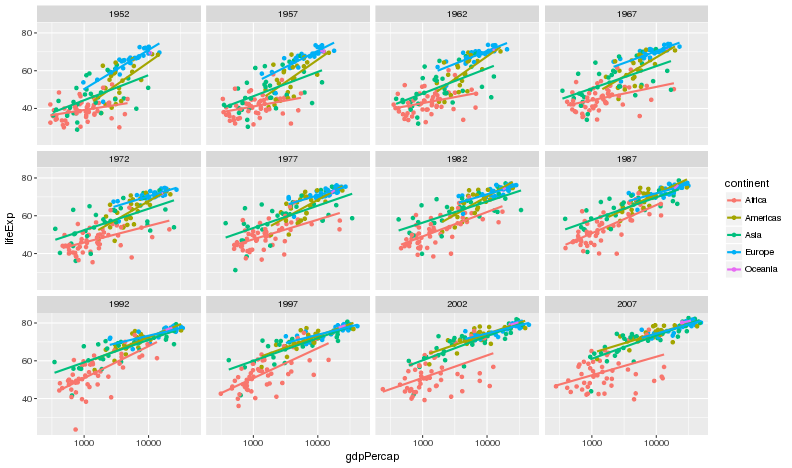 1952 1957 1962 1967
80
60
40
1972 1977 1982 1987
80
60
40
1992 1997 2002 2007
80
60
40
1000 10000 1000 10000 1000 10000 1000 10000
gdpPercap
lifeExp
continent
Africa
Americas
Asia
Europe
Oceania